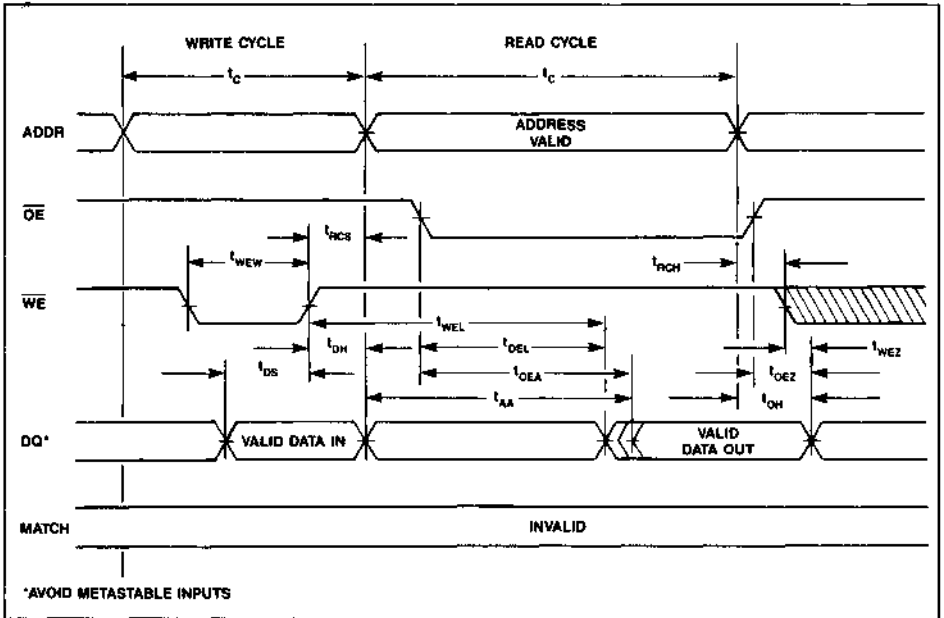 WRITE CYCLE
READ CYCLE
tC
tC
ADDR
ADDRESS
VALID
OE
tRCS
tWEW
tRCH
WE
tWEL
tDH
tDEL
tWEZ
tDS
tOEA
tOEZ
tAA
tOH
DQ*
VALID DATA IN
VALID
DATA OUT
MATCH
INVALID
*AVOID METASTABLE INPUTS